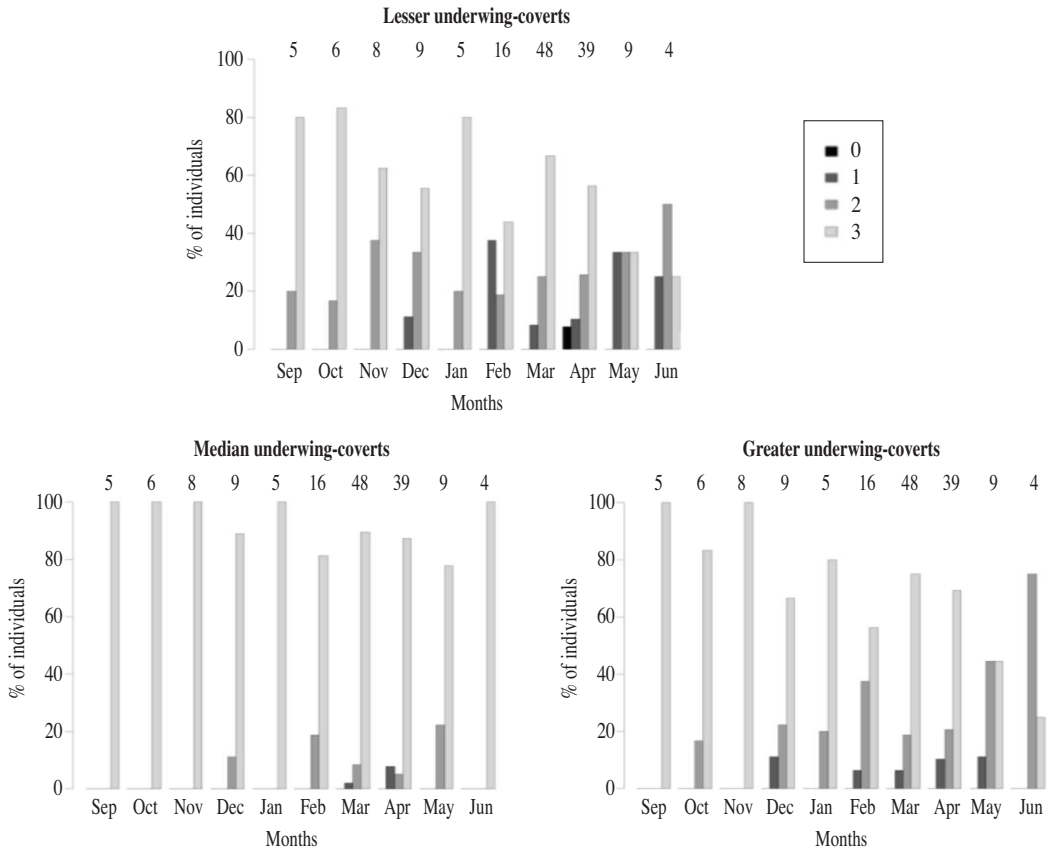 Lesser underwing-coverts
5 6 8 9 5 16 48 39 9 4
100
80
60
40
20
0
% of individuals
Sep Oct Nov Dec Jan Feb Mar Apr May Jun
Months
0
1
2
3
Median underwing-coverts
5 6 8 9 5 16 48 39 9 4
100
80
60
40
20
0
% of individuals
Sep Oct Nov Dec Jan Feb Mar Apr May Jun
Months
Greater underwing-coverts
5 6 8 9 5 16 48 39 9 4
100
80
60
40
20
0
% of individuals
Sep Oct Nov Dec Jan Feb Mar Apr May Jun
Months